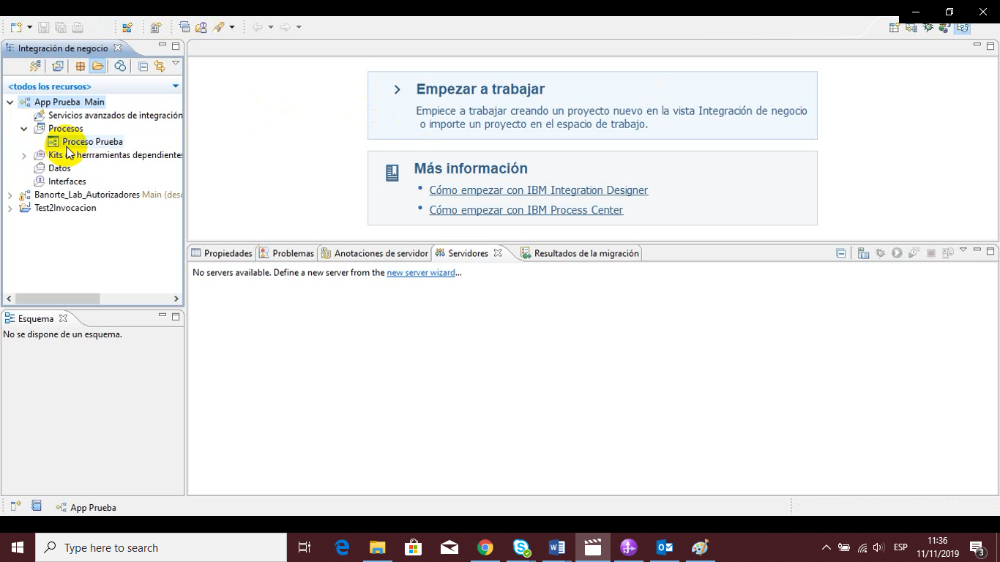 Integración de negocio
<todos los recursos>
App Prueba Main
Servicios avanzados de integración
Procesos
Proceso Prueba
Kits de herrramientas dependientes
Datos
Interfaces
Banorte_Lab_Autorizadores Main (desc
Test2Invocacion
Empezar a trabajar
Empiece a trabajar creando un proyecto nuevo en la vista Integración de negocio
o importe un proyecto en el espacio de trabajo.
Más información
• Cómo empezar con IBM Integration Designer
• Cómo empezar con IBM Process Center
Propiedades Problemas Anotaciones de servidor Servidores Resultados de la migración
No servers available. Define a new server from the new server wizard...
Esquema
No se dispone de un esquema.
App Prueba
Type here to search
ESP
11:36
11/11/2019
3